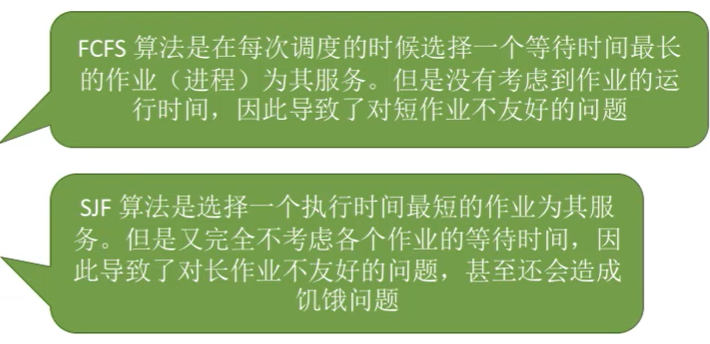 FCFS 算法是在每次调度的时候选择一个等待时间最长
的作业（进程）为其服务。但是没有考虑到作业的运
行时间，因此导致了对短作业不友好的问题
SJF 算法是选择一个执行时间最短的作业为其服
务。但是又完全不考虑各个作业的等待时间，因
此导致了对长作业不友好的问题，甚至还会造成
饥饿问题